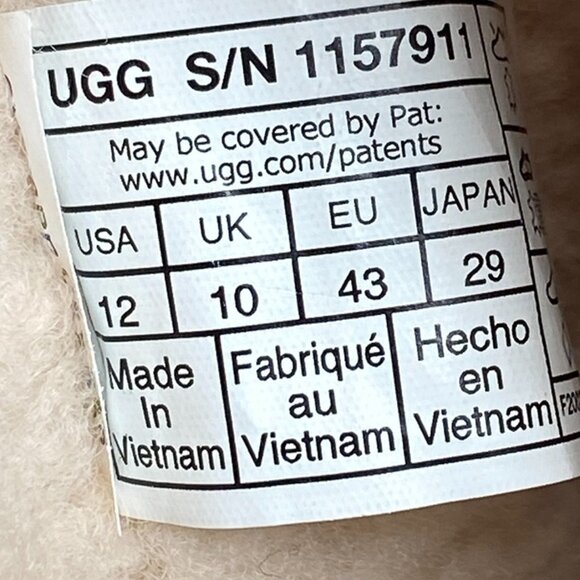 UGG S/N 1157911
May be covered by Pat:
www.ugg.com/patents
USA UK EU JAPAN
12 10 43 29
Made In Vietnam
Fabriqué au Vietnam
Hecho en Vietnam